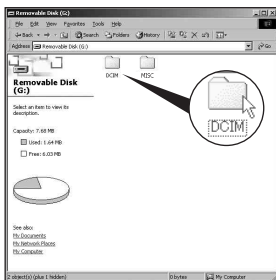 Removable Disk (G:)
File Edit View Favorites Tools Help
Back Search Folders History
Address Removable Disk (G:) Go
Removable Disk (G:)
Select an item to view its description.
Capacity: 7.68 MB
Used: 1.64 MB
Free: 6.03 MB
See also:
My Documents
My Network Places
My Computer
DCIM
MISC
DCIM
2 object(s) (plus 1 hidden) 0 bytes My Computer